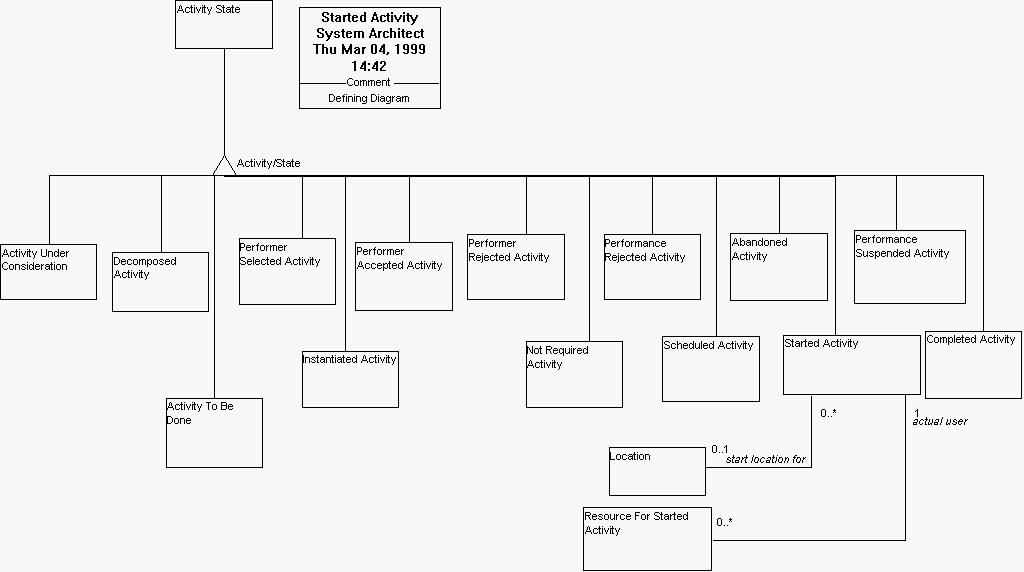 Activity State
Started Activity
System Architect
Thu Mar 04, 1999
14:42
Comment
Defining Diagram
Activity/State
Activity Under
Consideration
Decomposed
Activity
Performer
Selected Activity
Performer
Accepted Activity
Performer
Rejected Activity
Performance
Rejected Activity
Abandoned
Activity
Performance
Suspended Activity
Instantiated Activity
Not Required
Activity
Scheduled Activity
Started Activity
Completed Activity
Activity To Be
Done
0..*
1
actual user
Location
0..1
start location for
Resource For Started
Activity
0..*